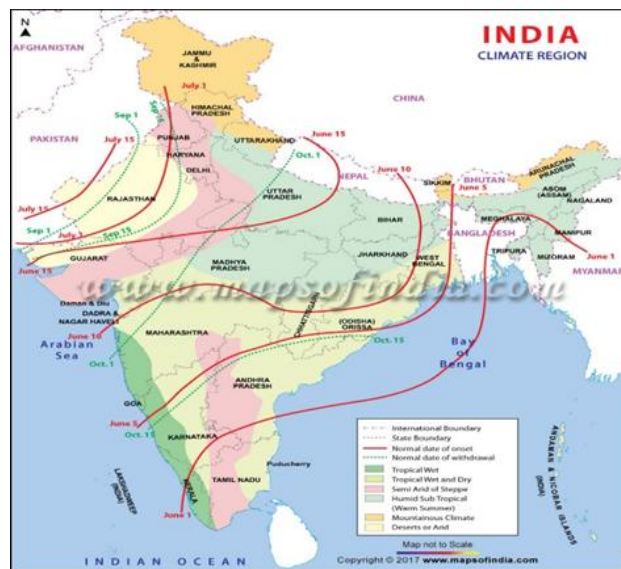 N
INDIA
CLIMATE REGION
AFGHANISTAN
JAMMU
&
KASHMIR
July 1
CHINA
HIMACHAL
PRADESH
Sep 1
Sep 15
July 15
PAKISTAN
PUNJAB
UTTARAKHAND
June 15
Oct. 1
HARYANA
DELHI
NEPAL
June 10
SIKKIM
BHUTAN
ARUNACHAL
PRADESH
June 5
RAJASTHAN
UTTAR
PRADESH
ASOM
(ASSAM)
NAGALAND
July 15
Sep 1
July 1
Sep 15
BIHAR
MEGHALAYA
BANGLADESH
MANIPUR
June 1
June 15
GUJARAT
MADHYA
PRADESH
JHARKHAND
WEST
BENGAL
TRIPURA
MIZORAM
MYANMAR
www.mapsofindia.com
Daman & Diu
DADRA &
NAGAR HAVELI
CHHATTISGARH
(ODISHA)
ORISSA
June 10
MAHARASHTRA
Oct. 15
Arabian
Sea
Oct. 1
Bay
of
Bengal
ANDHRA
PRADESH
GOA
June 5
Oct. 15
KARNATAKA
Puducherry
LAKSHADWEEP
(INDIA)
KERALA
TAMIL NADU
June 1
ANDAMAN & NICOBAR ISLANDS
(INDIA)
International Boundary
State Boundary
Normal date of onset
Normal date of withdrawal
Tropical Wet
Tropical Wet and Dry
Semi Arid of Steppe
Humid Sub Tropical
(Warm Summer)
Mountainous Climate
Deserts or Arid
Map not to Scale
INDIAN OCEAN
Copyright © 2017 www.mapsofindia.com